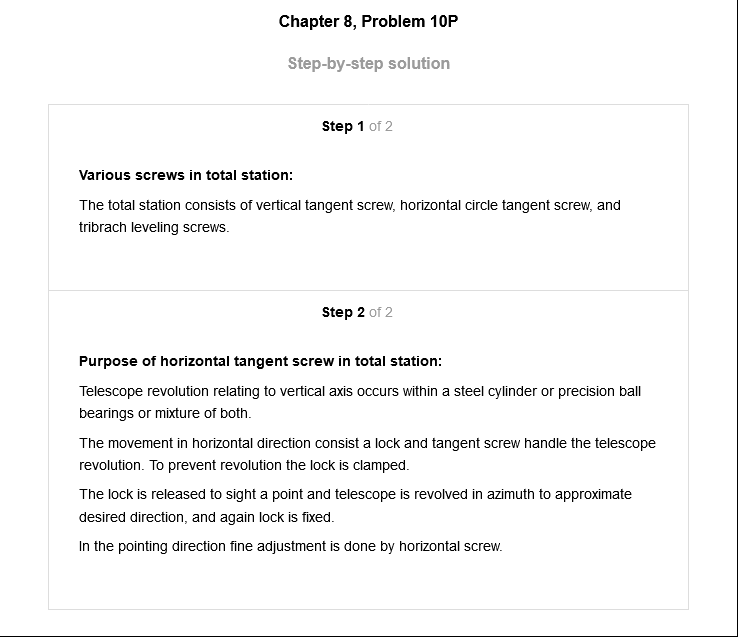 Chapter 8, Problem 10P
Step-by-step solution
Step 1 of 2
Various screws in total station:
The total station consists of vertical tangent screw, horizontal circle tangent screw, and
tribrach leveling screws.
Step 2 of 2
Purpose of horizontal tangent screw in total station:
Telescope revolution relating to vertical axis occurs within a steel cylinder or precision ball
bearings or mixture of both.
The movement in horizontal direction consist a lock and tangent screw handle the telescope
revolution. To prevent revolution the lock is clamped.
The lock is released to sight a point and telescope is revolved in azimuth to approximate
desired direction, and again lock is fixed.
In the pointing direction fine adjustment is done by horizontal screw.